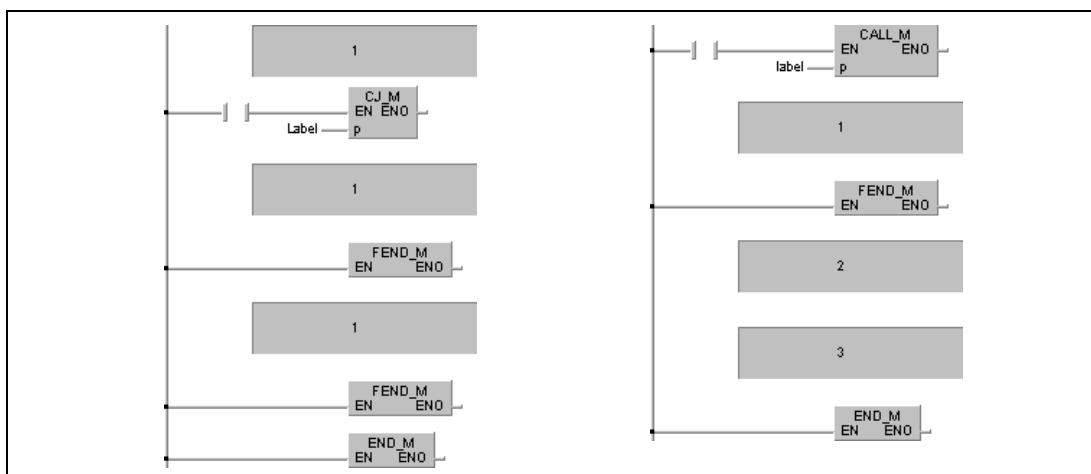 1
CJ_M
EN ENO
Label p
1
FEND_M
EN ENO
1
FEND_M
EN ENO
END_M
EN ENO
CALL_M
EN ENO
label p
1
FEND_M
EN ENO
2
3
END_M
EN ENO